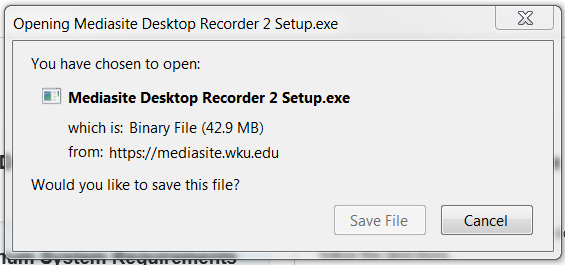 Opening Mediasite Desktop Recorder 2 Setup.exe
You have chosen to open:
Mediasite Desktop Recorder 2 Setup.exe
which is: Binary File (42.9 MB)
from: https://mediasite.wku.edu
Would you like to save this file?
Save File
Cancel
System Requirements